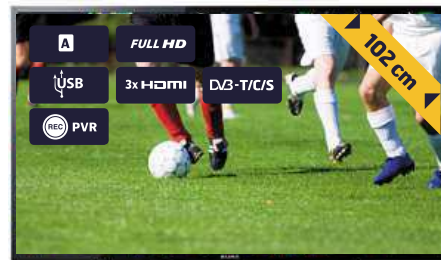 A
FULL HD
102 cm
USB
3x HDMI
DVB-T/C/S
REC PVR